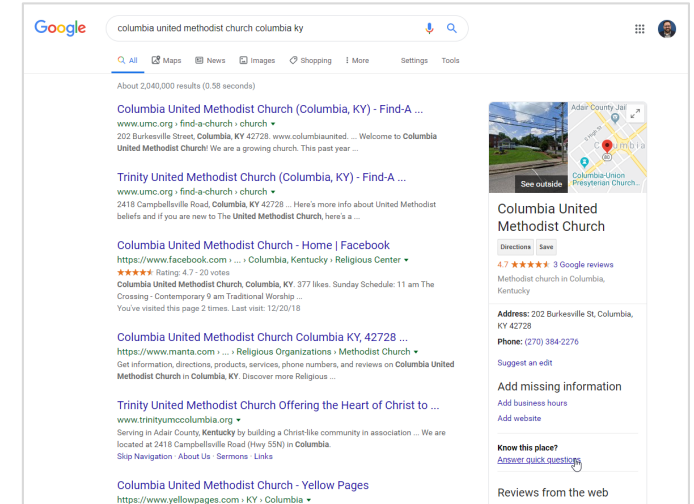 Google
columbia united methodist church columbia ky
All Maps News Images Shopping More Settings Tools
About 2,040,000 results (0.58 seconds)
Columbia United Methodist Church (Columbia, KY) - Find-A ...
www.umc.org › find-a-church › church
202 Burkesville Street, Columbia, KY 42728. www.columbiaunited. ... Welcome to Columbia
United Methodist Church! We are a growing church. This past year ...
Trinity United Methodist Church (Columbia, KY) - Find-A ...
www.umc.org › find-a-church › church
2418 Campbellsville Road, Columbia, KY 42728 ... Here's more info about United Methodist
beliefs and if you are new to The United Methodist Church, here's a ...
Columbia United Methodist Church - Home | Facebook
https://www.facebook.com › ... › Columbia, Kentucky › Religious Center
Rating: 4.7 - 20 votes
Columbia United Methodist Church, Columbia, KY. 377 likes. Sunday Schedule: 11 am The
Crossing - Contemporary 9 am Traditional Worship ...
You've visited this page 2 times. Last visit: 12/20/18
Columbia United Methodist Church Columbia KY, 42728 ...
https://www.manta.com › ... › Religious Organizations › Methodist Church
Get information, directions, products, services, phone numbers, and reviews on Columbia United
Methodist Church in Columbia, KY. Discover more Religious ...
Trinity United Methodist Church Offering the Heart of Christ to ...
www.trinityumccolumbia.org
Serving in Adair County, Kentucky by building a Christ-like community in association ... We are
located at 2418 Campbellsville Road (Hwy 55N) in Columbia.
Skip Navigation · About Us · Sermons · Links
Columbia United Methodist Church - Yellow Pages
https://www.yellowpages.com › KY › Columbia
Adair County Jail
Columbia
80
Columbia-Union
Presyterian Church...
See outside
Columbia United
Methodist Church
Directions Save
4.7 3 Google reviews
Methodist church in Columbia,
Kentucky
Address: 202 Burkesville St, Columbia,
KY 42728
Phone: (270) 384-2276
Suggest an edit
Add missing information
Add business hours
Add website
Know this place?
Answer quick questions
Reviews from the web